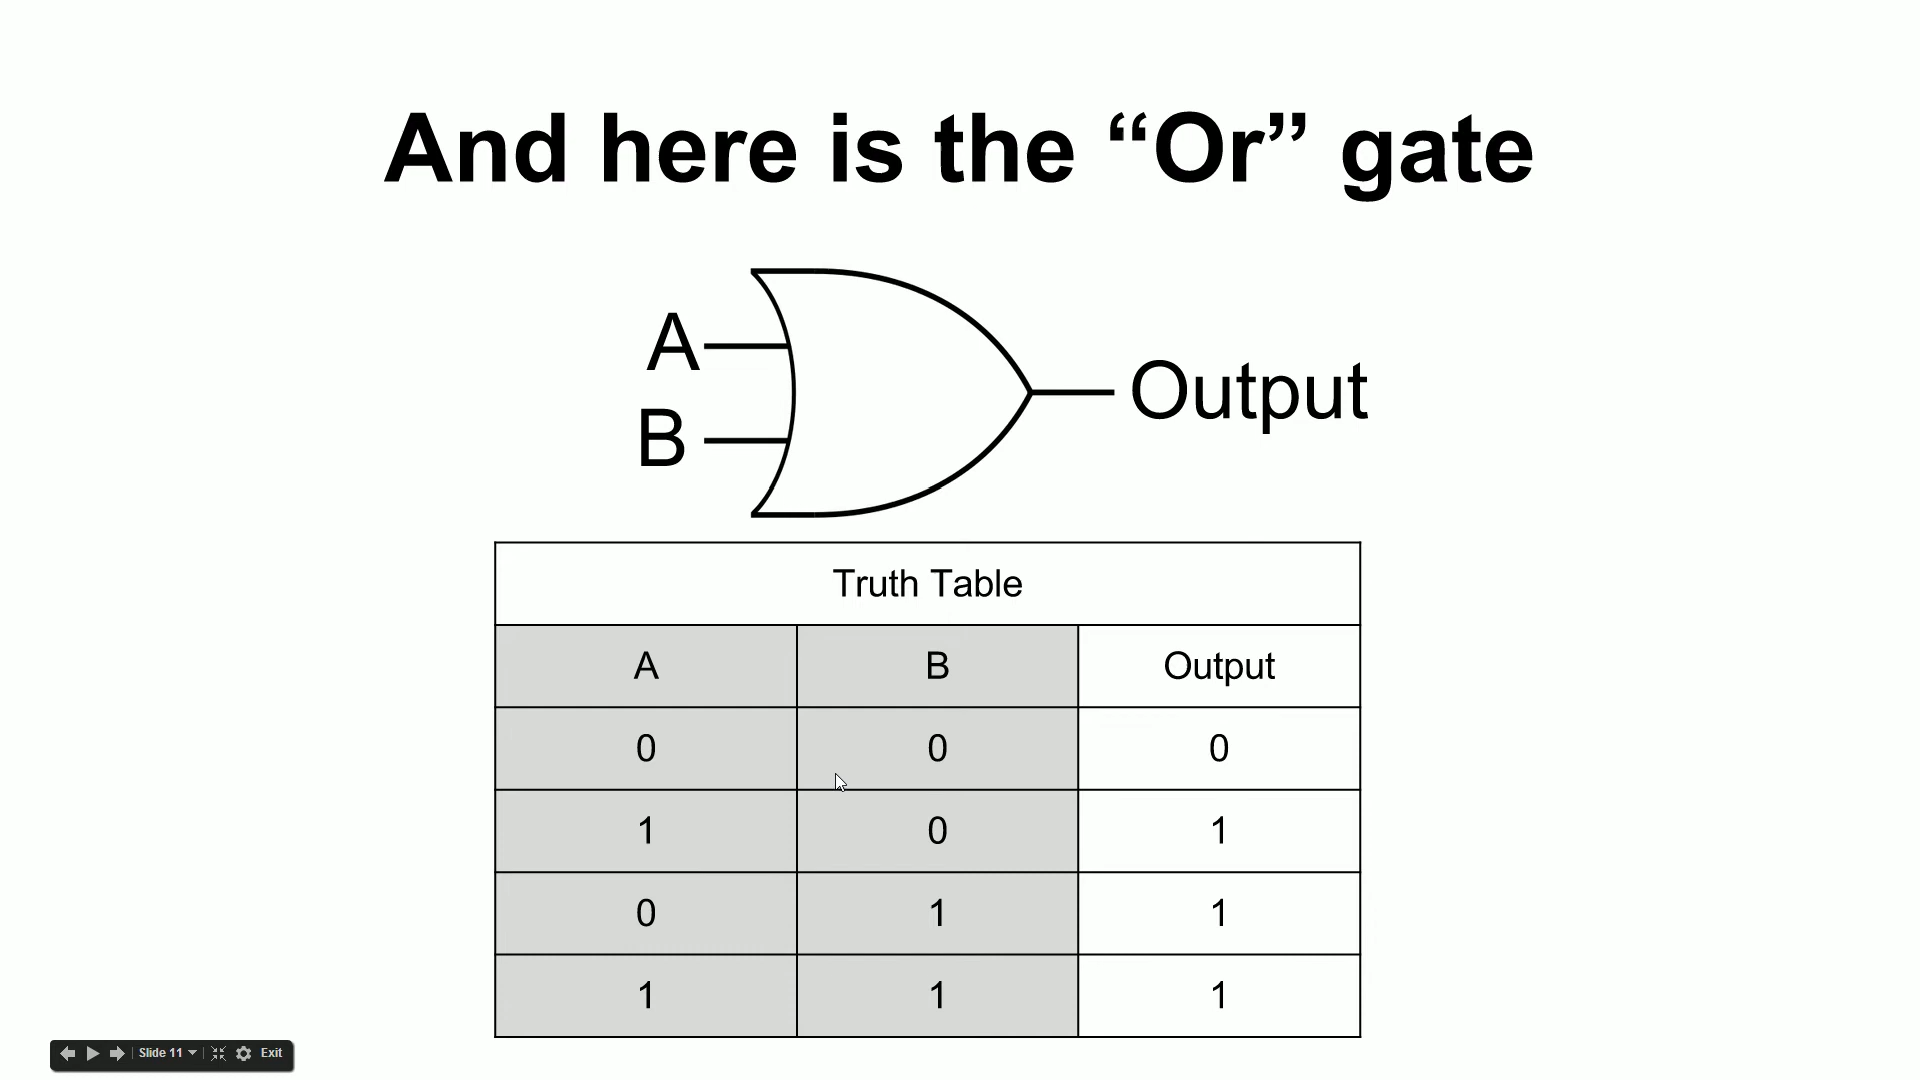 And here is the “Or” gate
A
B
Output
Truth Table
A B Output
0 0 0
1 0 1
0 1 1
1 1 1
Slide 11 Exit